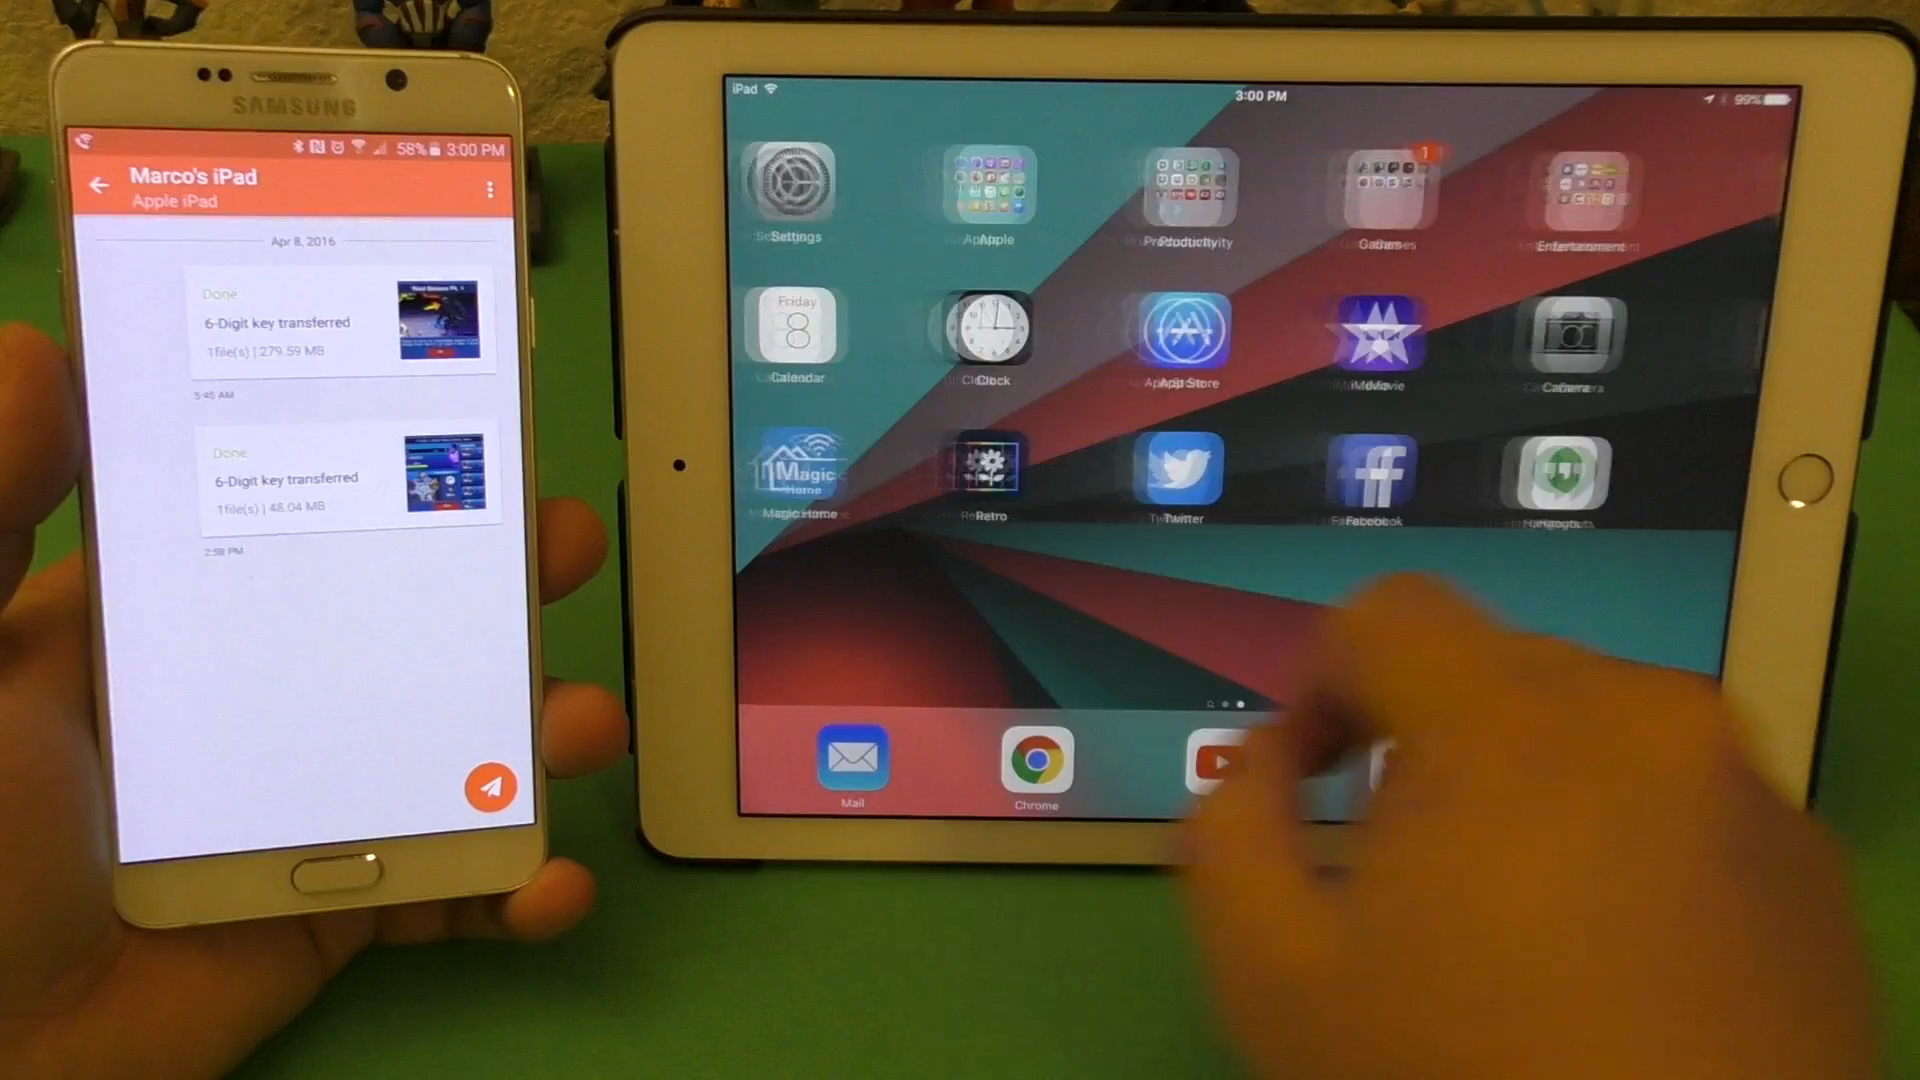 SAMSUNG
58% 3:00 PM
Marco's iPad
Apple iPad
Apr 8, 2016
Done
6-Digit key transferred
1file(s) | 279.59 MB
5:45 AM
Done
6-Digit key transferred
1file(s) | 48.04 MB
2:58 PM
iPad
3:00 PM
99%
1
Settings
Apple
Productivity
Games
Entertainment
Friday
8
Calendar
Clock
App Store
iMovie
Camera
Magic
Home
Magic Home
Retro
Twitter
Facebook
Hangouts
Mail
Chrome